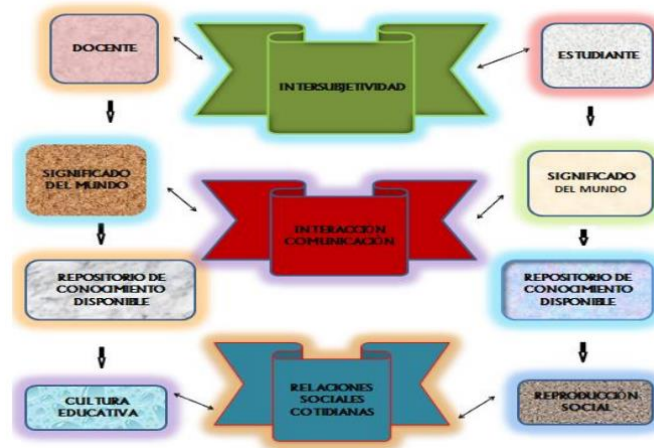 DOCENTE
INTERSUBJETIVIDAD
ESTUDIANTE
SIGNIFICADO
DEL MUNDO
INTERACCIÓN
COMUNICACIÓN
SIGNIFICADO
DEL MUNDO
REPOSITORIO DE
CONOCIMIENTO
DISPONIBLE
REPOSITORIO DE
CONOCIMIENTO
DISPONIBLE
CULTURA
EDUCATIVA
RELACIONES
SOCIALES
COTIDIANAS
REPRODUCCIÓN
SOCIAL